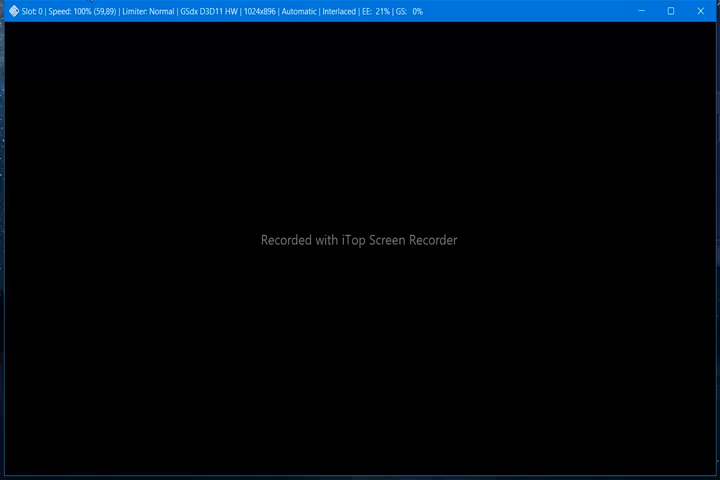 Slot: 0 | Speed: 100% (59,89) | Limiter: Normal | GSdx D3D11 HW | 1024x896 | Automatic | Interlaced | EE: 21% | GS: 0%
Recorded with iTop Screen Recorder